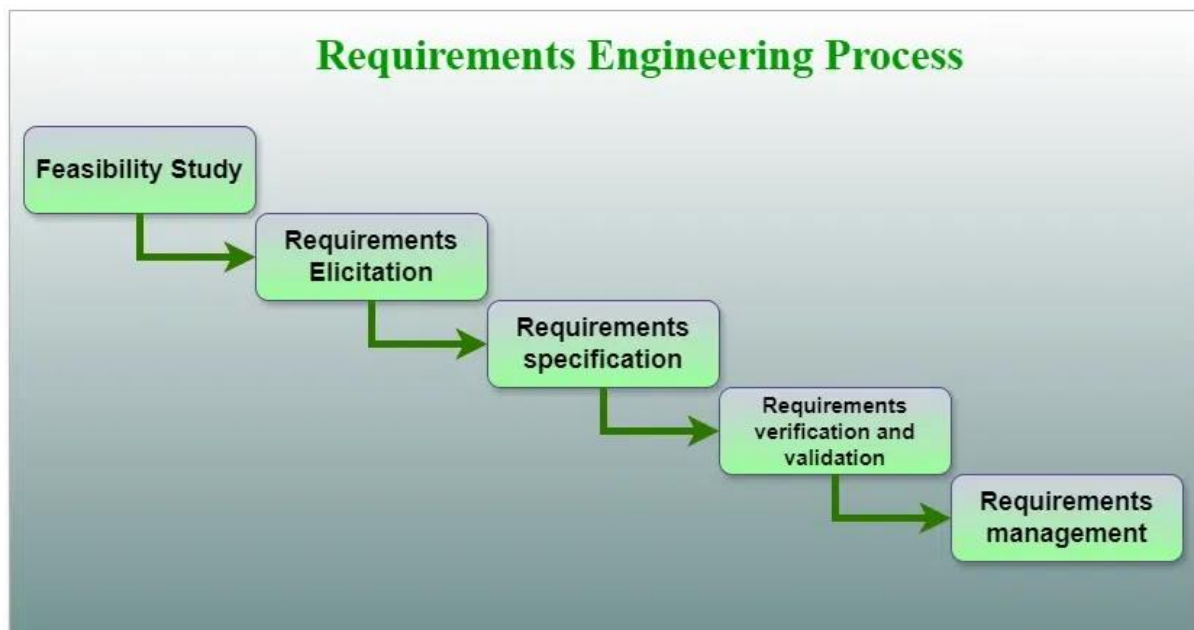 Requirements Engineering Process
Feasibility Study
Requirements
Elicitation
Requirements
specification
Requirements
verification and
validation
Requirements
management